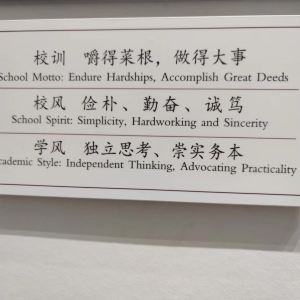 校训 嚼得菜根，做得大事
School Motto: Endure Hardships, Accomplish Great Deeds
校风 俭朴、勤奋、诚笃
School Spirit: Simplicity, Hardworking and Sincerity
学风 独立思考、崇实务本
cademic Style: Independent Thinking, Advocating Practicality